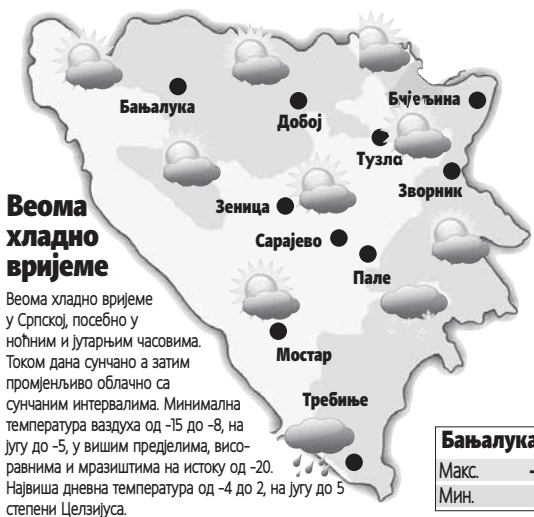 Бањалука
Добој
Бијељина
Тузла
Зворник
Зеница
Сарајево
Пале
Мостар
Требиње
Веома
хладно
вријеме
Веома хладно вријеме
у Српској, посебно у
ноћним и јутарњим часовима.
Током дана сунчано а затим
промјенљиво облачно са
сунчаним интервалима. Минимална
температура ваздуха од -15 до -8, на
југу до -5, у вишим предјелима, висо-
равнима и мразиштима на истоку од -20.
Највиша дневна температура од -4 до 2, на југу до 5
степени Целзијуса.
Бањалука
Макс. -
Мин.